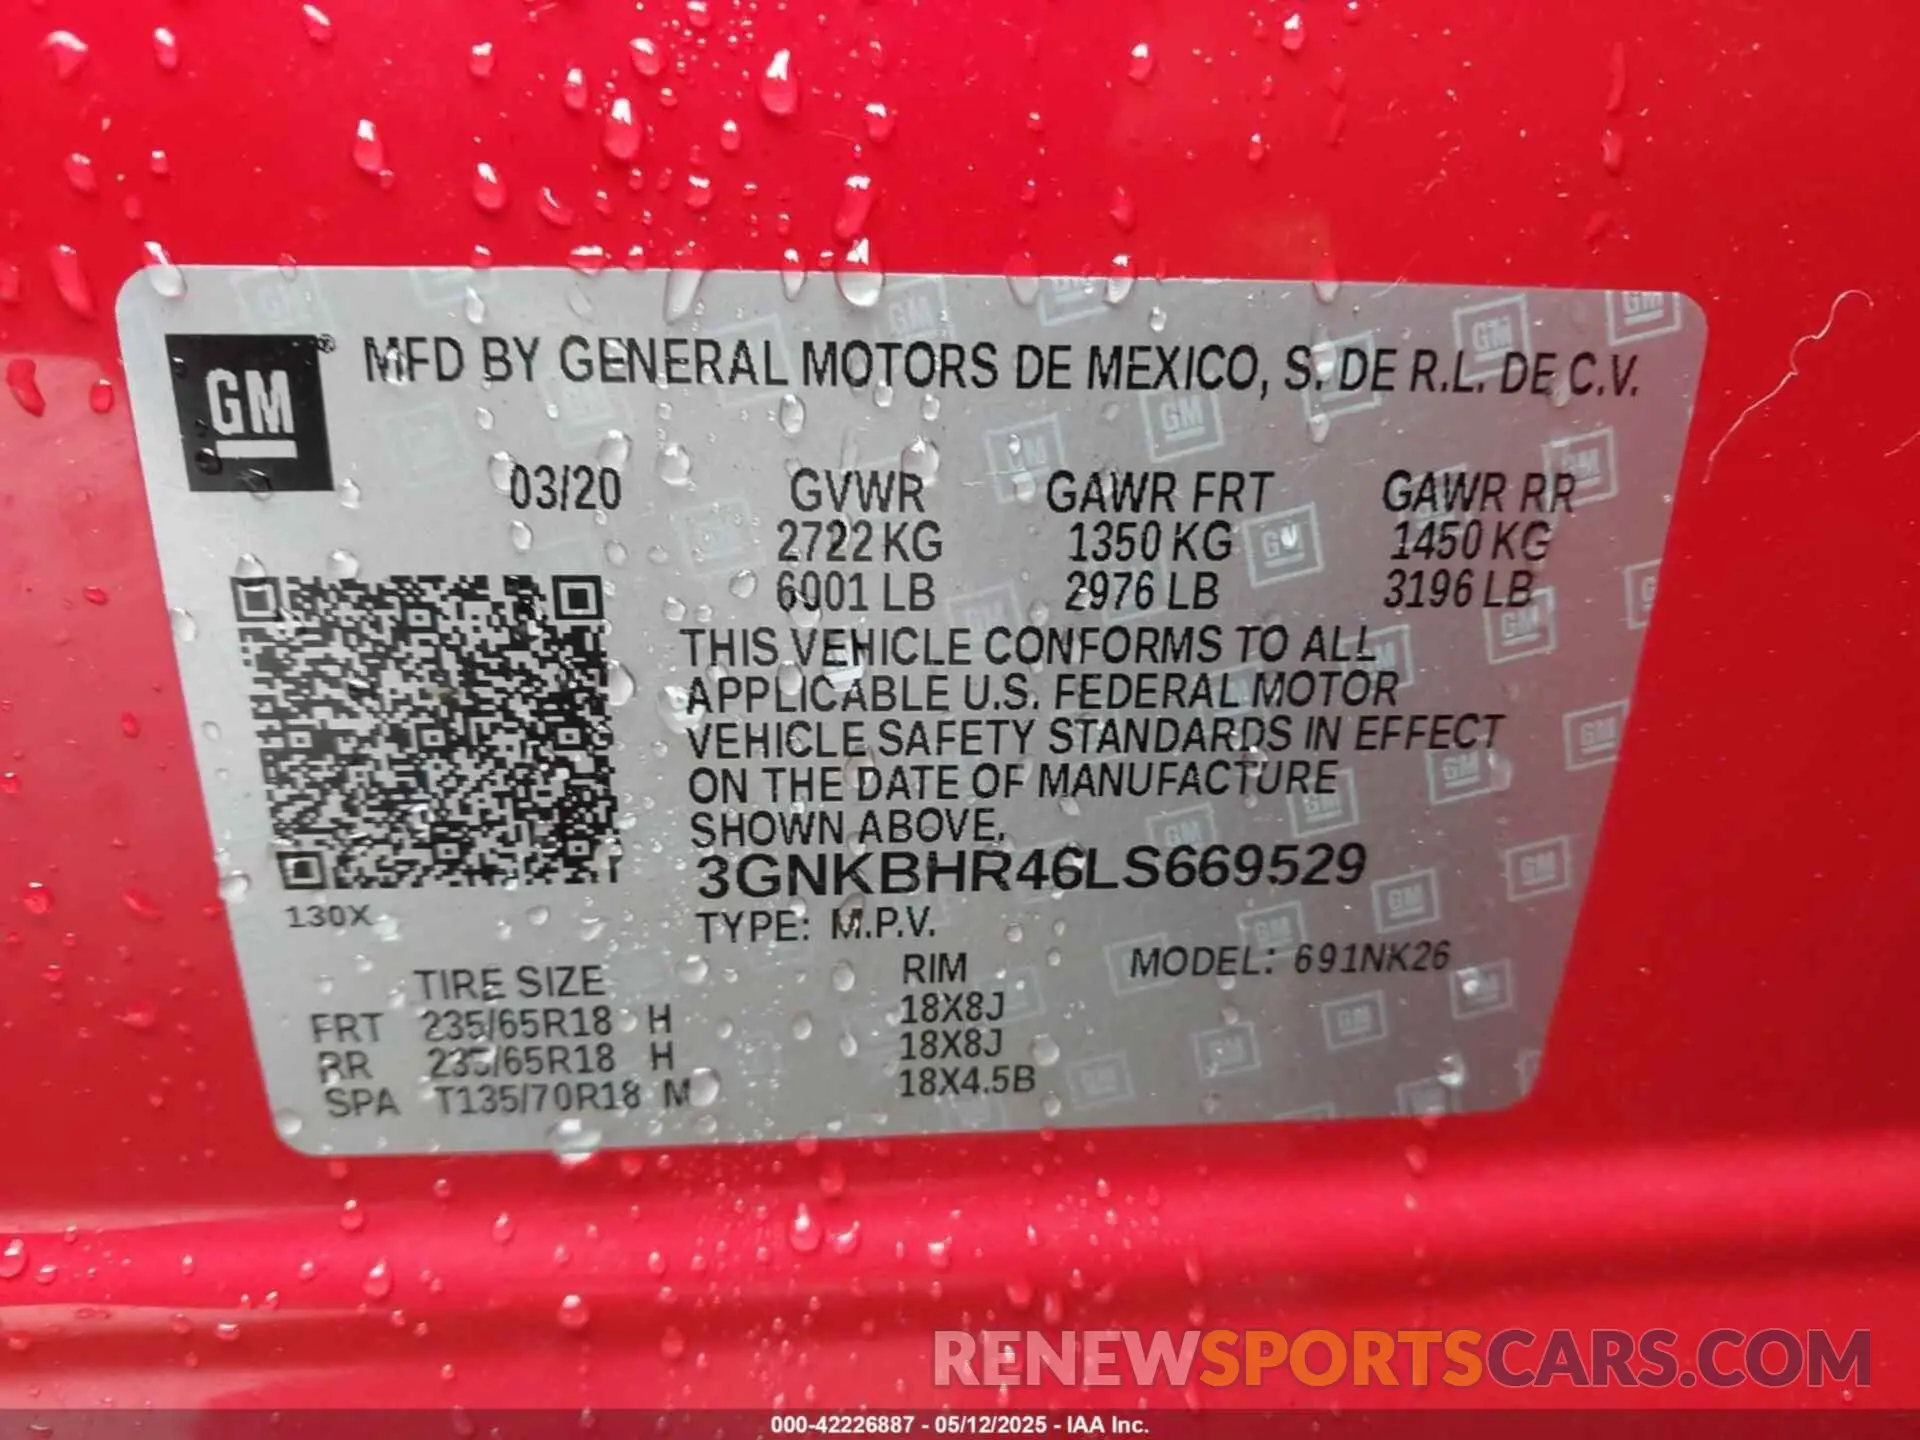 GM ® MFD BY GENERAL MOTORS DE MEXICO, S. DE R.L. DE C.V.
03/20 GVWR GAWR FRT GAWR RR
2722 KG 1350 KG 1450 KG
6001 LB 2976 LB 3196 LB
THIS VEHICLE CONFORMS TO ALL
APPLICABLE U.S. FEDERAL MOTOR
VEHICLE SAFETY STANDARDS IN EFFECT
ON THE DATE OF MANUFACTURE
SHOWN ABOVE.
3GNKBHR46LS669529
130X
TYPE: M.P.V.
MODEL: 691NK26
TIRE SIZE RIM
FRT 235/65R18 H 18X8J
RR 235/65R18 H 18X8J
SPA T135/70R18 M 18X4.5B
RENEWSPORTSCARS.COM
000-42226887 - 05/12/2025 - IAA Inc.